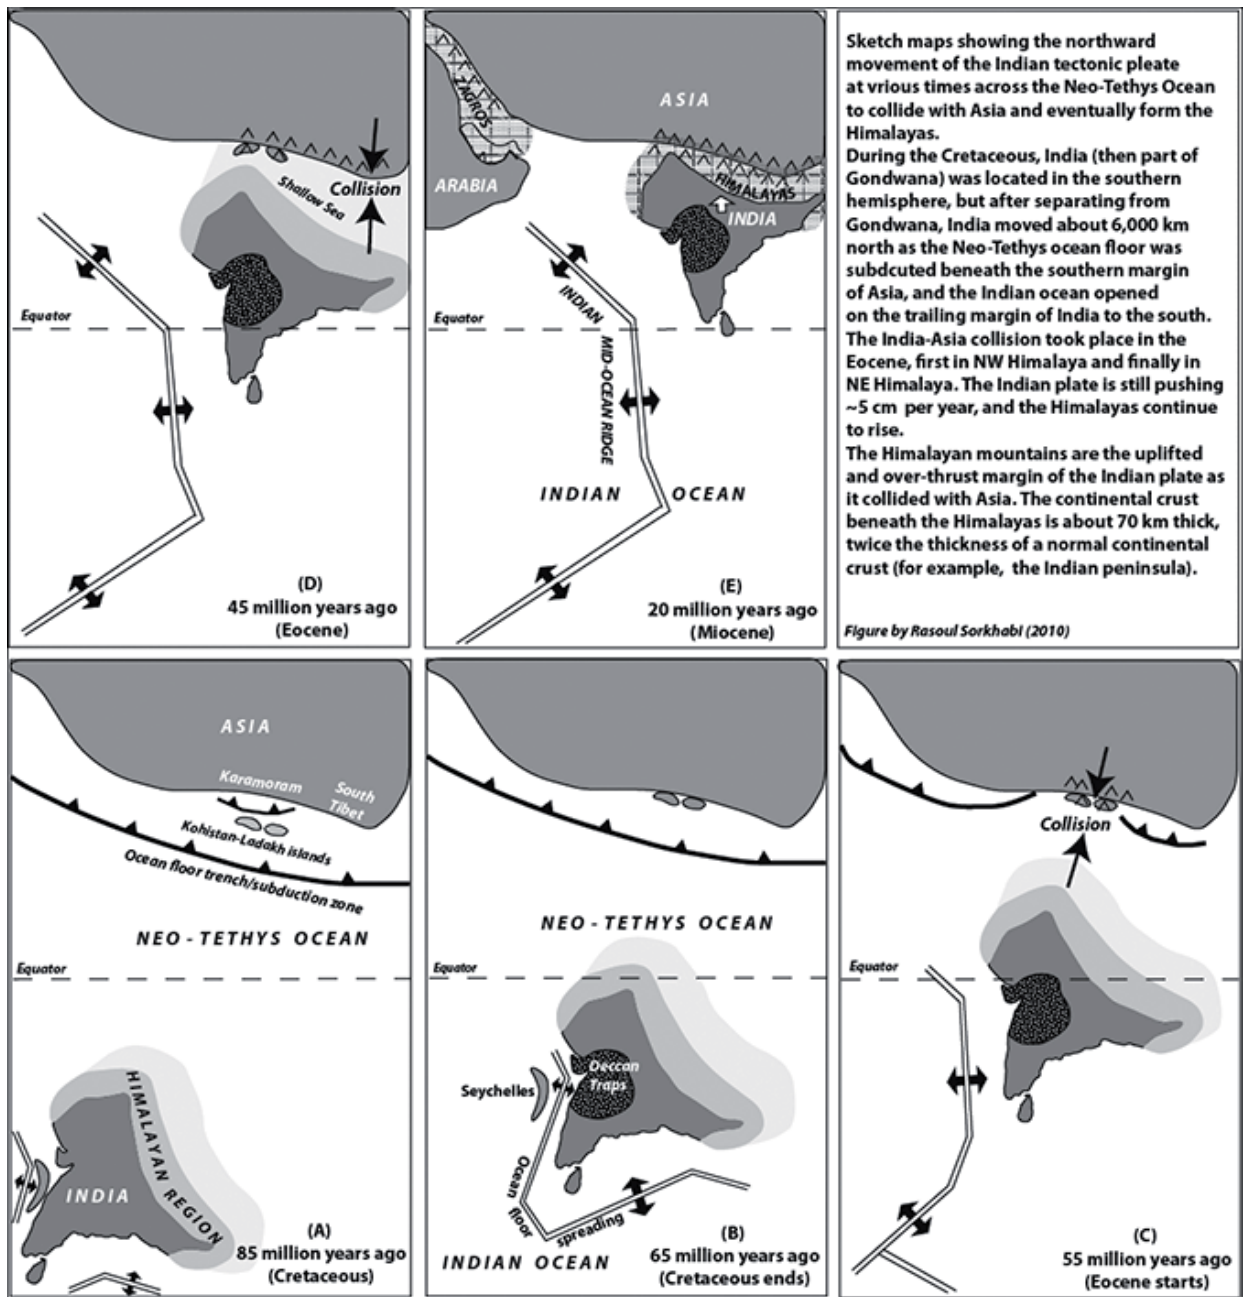 Shallow Sea
Collision
Equator
(D)
45 million years ago
(Eocene)
ZAGROS
ASIA
ARABIA
HIMALAYAS
INDIA
Equator
INDIAN
MID-OCEAN RIDGE
INDIAN OCEAN
(E)
20 million years ago
(Miocene)
Sketch maps showing the northward
movement of the Indian tectonic pleate
at vrious times across the Neo-Tethys Ocean
to collide with Asia and eventually form the
Himalayas.
During the Cretaceous, India (then part of
Gondwana) was located in the southern
hemisphere, but after separating from
Gondwana, India moved about 6,000 km
north as the Neo-Tethys ocean floor was
subdcuted beneath the southern margin
of Asia, and the Indian ocean opened
on the trailing margin of India to the south.
The India-Asia collision took place in the
Eocene, first in NW Himalaya and finally in
NE Himalaya. The Indian plate is still pushing
~5 cm per year, and the Himalayas continue
to rise.
The Himalayan mountains are the uplifted
and over-thrust margin of the Indian plate as
it collided with Asia. The continental crust
beneath the Himalayas is about 70 km thick,
twice the thickness of a normal continental
crust (for example, the Indian peninsula).
Figure by Rasoul Sorkhabi (2010)
ASIA
Karamoram
South
Tibet
Kohistan-Ladakh islands
Ocean floor trench/subduction zone
NEO-TETHYS OCEAN
Equator
HIMALAYAN REGION
INDIA
(A)
85 million years ago
(Cretaceous)
NEO-TETHYS OCEAN
Equator
Deccan
Traps
Seychelles
Ocean floor
spreading
INDIAN OCEAN
(B)
65 million years ago
(Cretaceous ends)
Collision
Equator
(C)
55 million years ago
(Eocene starts)